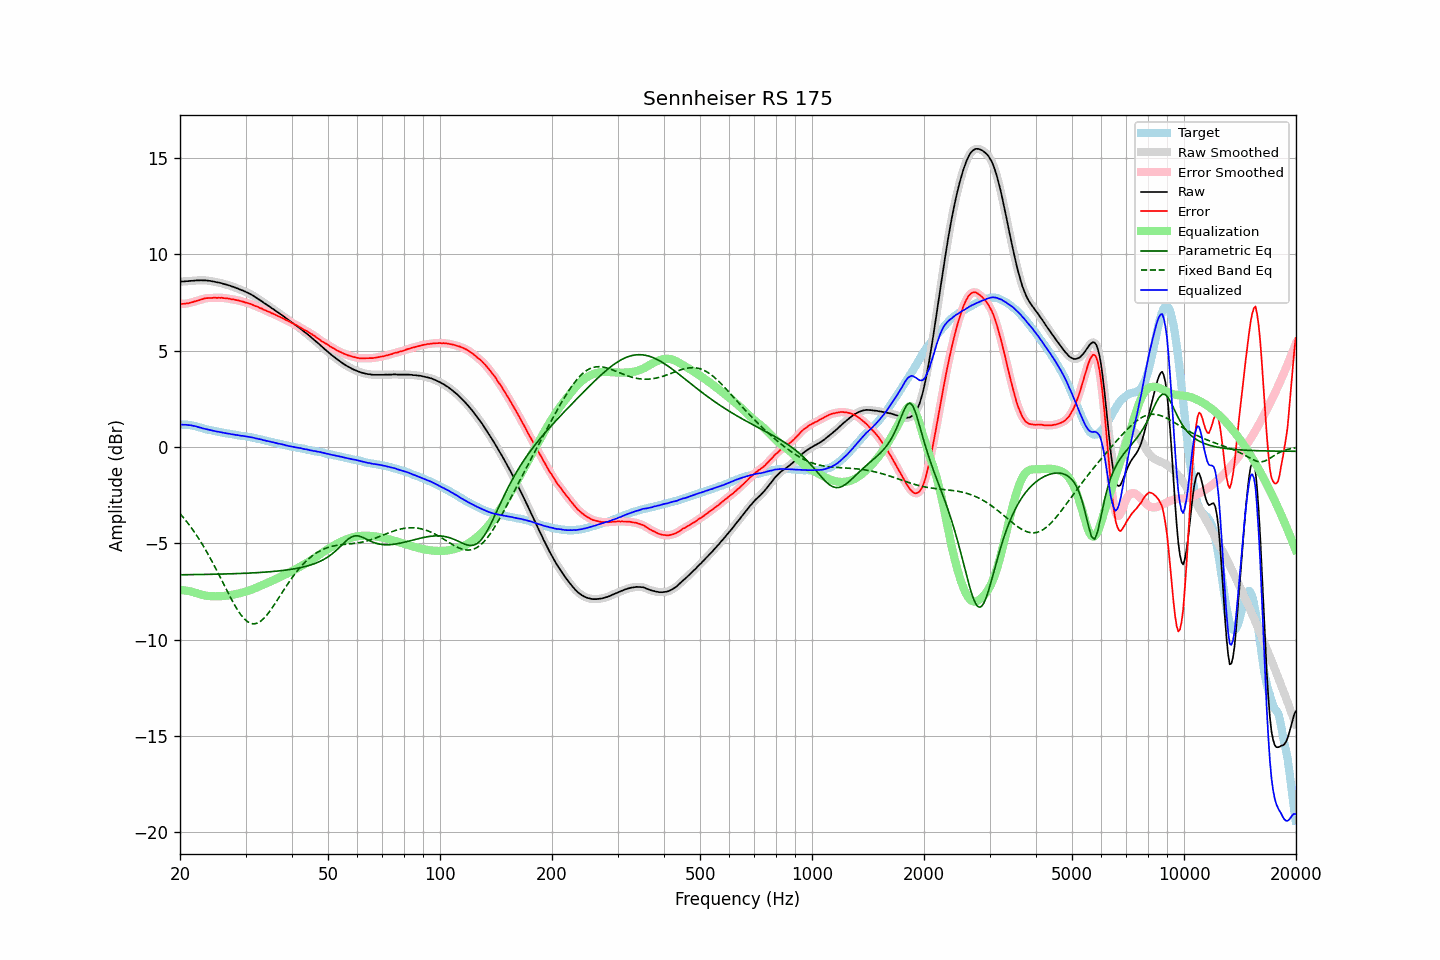 Sennheiser RS 175
Target
Raw Smoothed
Error Smoothed
Raw
Error
Equalization
Parametric Eq
Fixed Band Eq
Equalized
15
10
5
0
−5
−10
−15
−20
Amplitude (dBr)
20 50 100 200 500 1000 2000 5000 10000 20000
Frequency (Hz)